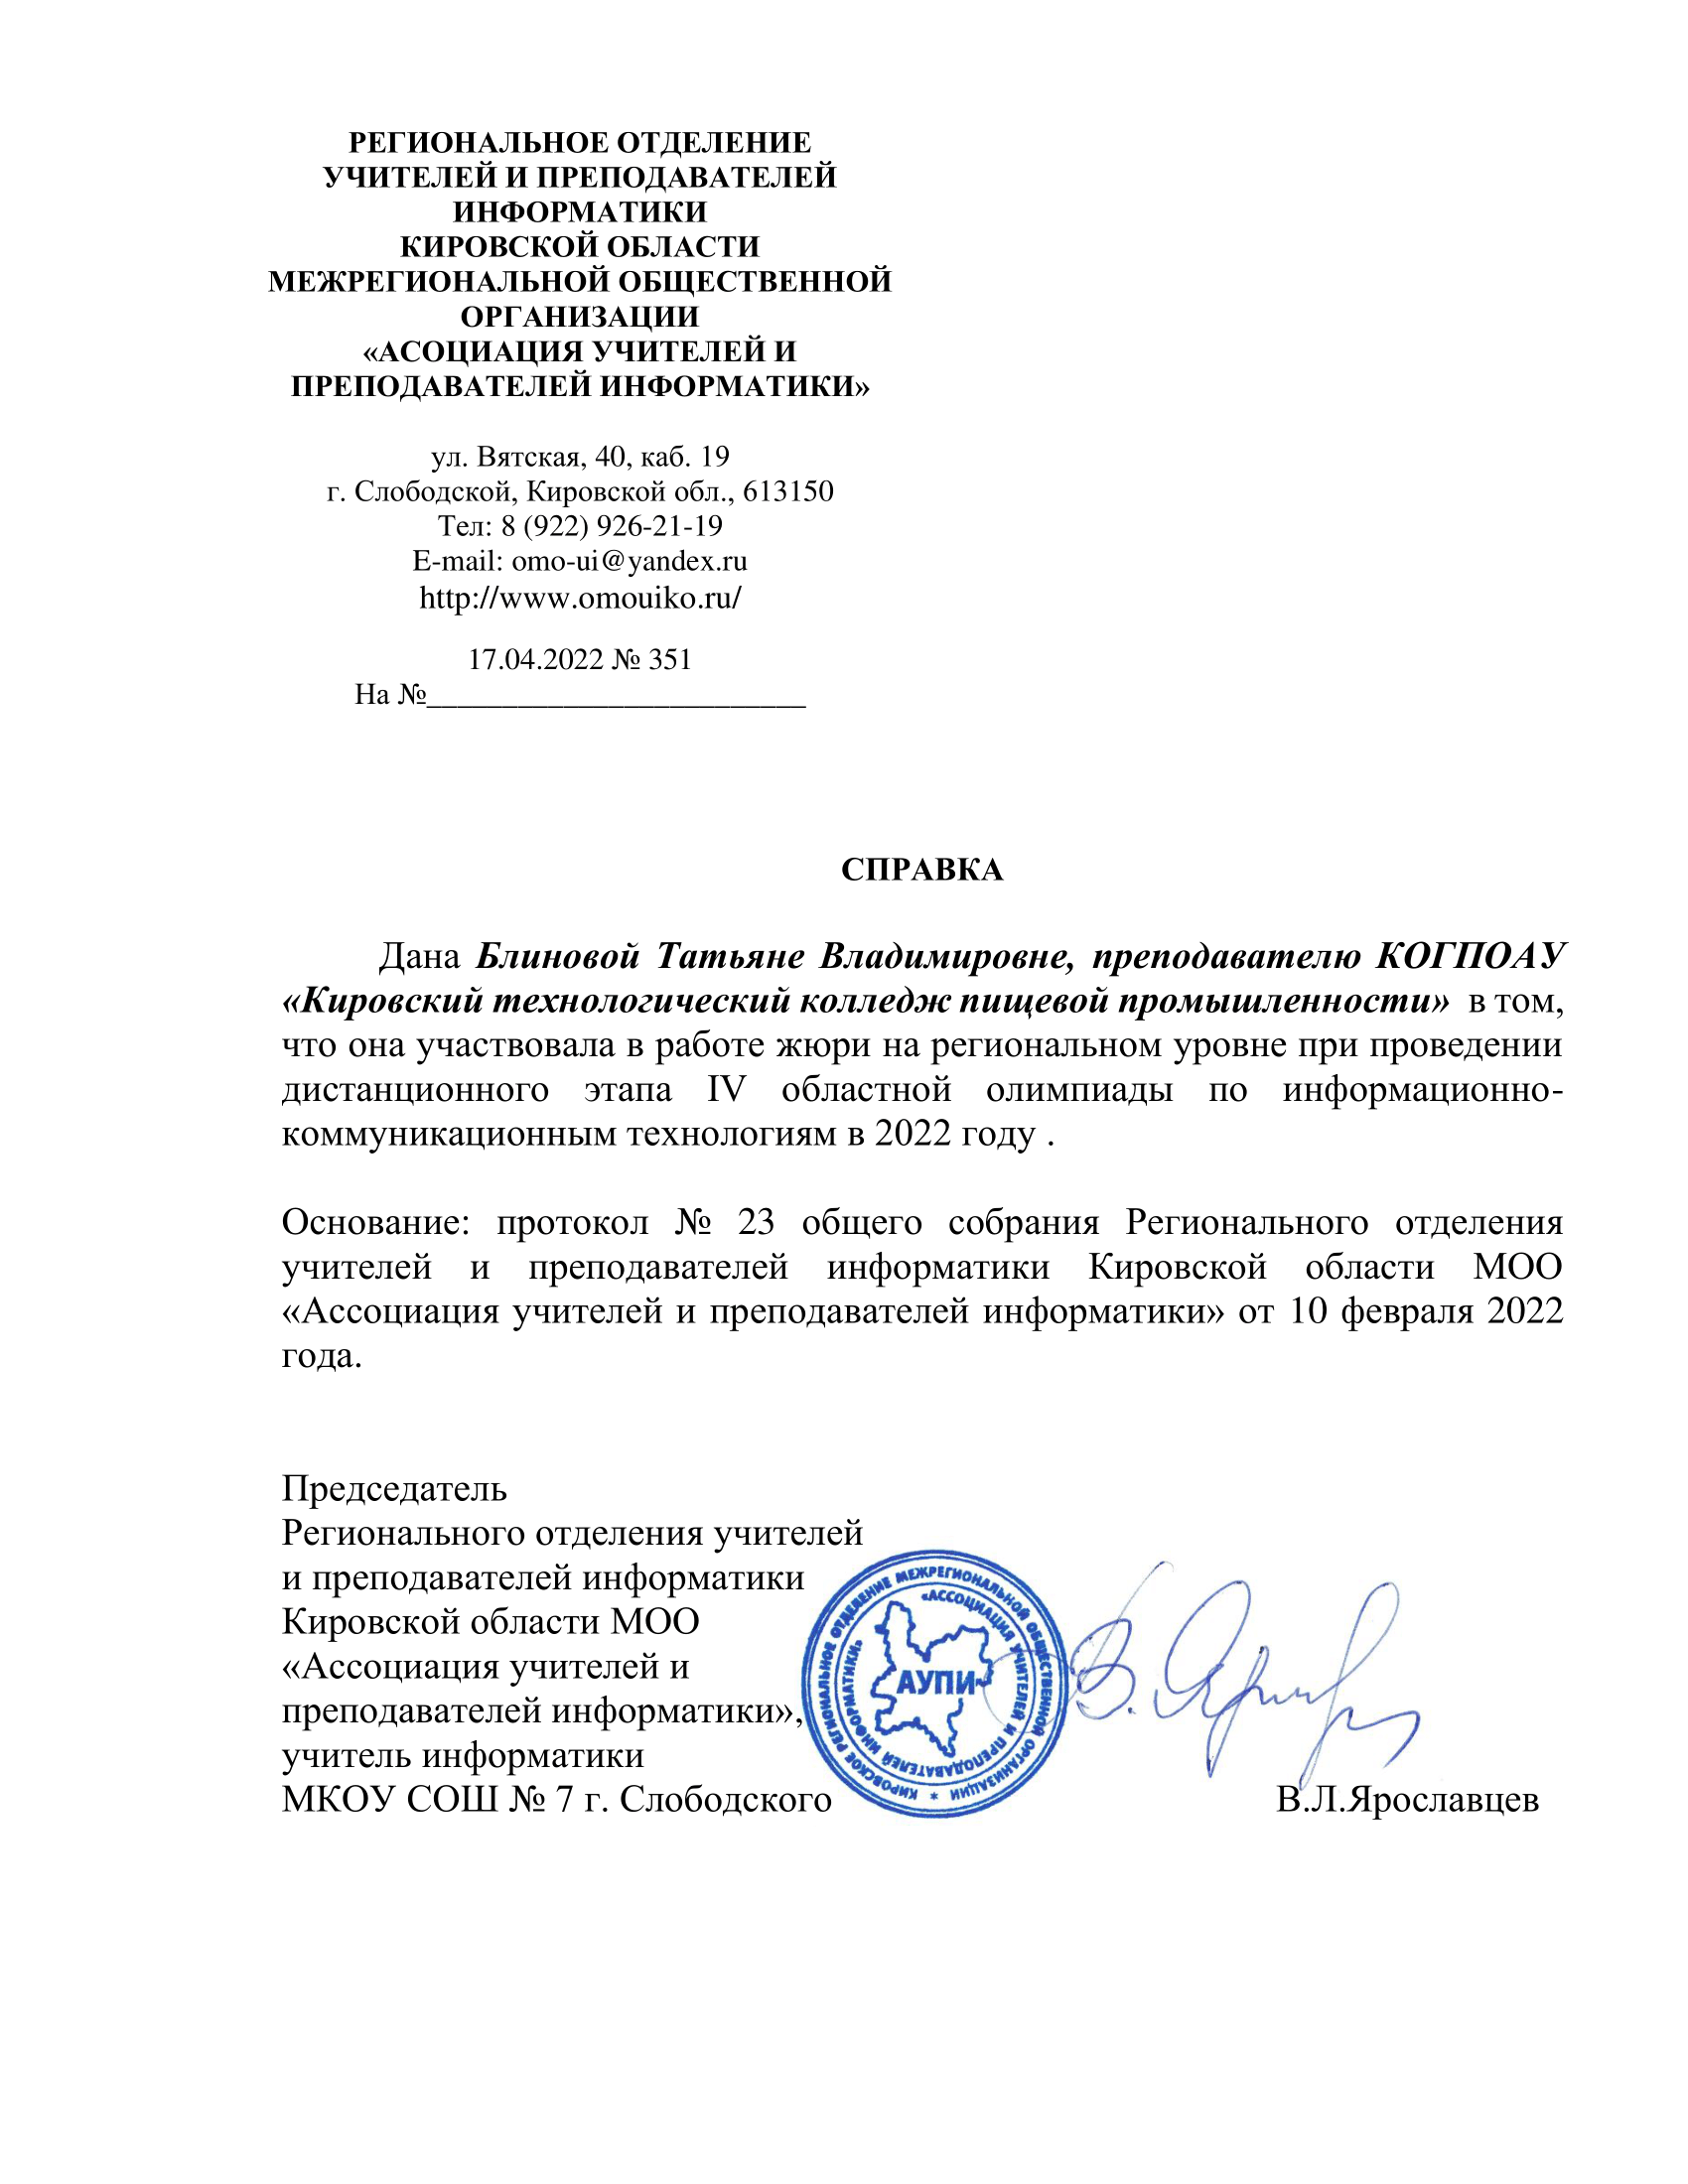 РЕГИОНАЛЬНОЕ ОТДЕЛЕНИЕ
УЧИТЕЛЕЙ И ПРЕПОДАВАТЕЛЕЙ
ИНФОРМАТИКИ
КИРОВСКОЙ ОБЛАСТИ
МЕЖРЕГИОНАЛЬНОЙ ОБЩЕСТВЕННОЙ
ОРГАНИЗАЦИИ
«АСОЦИАЦИЯ УЧИТЕЛЕЙ И
ПРЕПОДАВАТЕЛЕЙ ИНФОРМАТИКИ»
ул. Вятская, 40, каб. 19
г. Слободской, Кировской обл., 613150
Тел: 8 (922) 926-21-19
E-mail: omo-ui@yandex.ru
http://www.omouiko.ru/
17.04.2022 № 351
На №_________________________
СПРАВКА
Дана Блиновой Татьяне Владимировне, преподавателю КОГПОАУ
«Кировский технологический колледж пищевой промышленности» в том,
что она участвовала в работе жюри на региональном уровне при проведении
дистанционного этапа IV областной олимпиады по информационно-
коммуникационным технологиям в 2022 году .
Основание: протокол № 23 общего собрания Регионального отделения
учителей и преподавателей информатики Кировской области МОО
«Ассоциация учителей и преподавателей информатики» от 10 февраля 2022
года.
Председатель
Регионального отделения учителей
и преподавателей информатики
Кировской области МОО
«Ассоциация учителей и
преподавателей информатики»,
учитель информатики
МКОУ СОШ № 7 г. Слободского
КИРОВСКОЕ РЕГИОНАЛЬНОЕ ОТДЕЛЕНИЕ МЕЖРЕГИОНАЛЬНОЙ ОБЩЕСТВЕННОЙ ОРГАНИЗАЦИИ *
«АССОЦИАЦИЯ УЧИТЕЛЕЙ И ПРЕПОДАВАТЕЛЕЙ ИНФОРМАТИКИ»
АУПИ
В.Л.Ярославцев